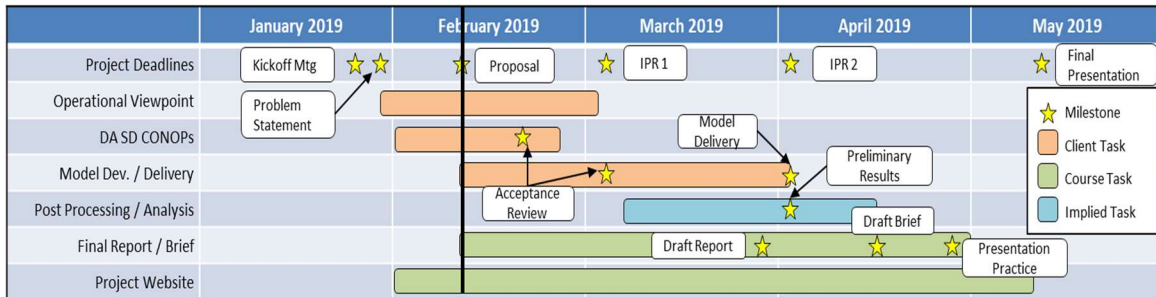 January 2019
February 2019
March 2019
April 2019
May 2019
Project Deadlines
Kickoff Mtg
Proposal
IPR 1
IPR 2
Final
Presentation
Problem
Statement
Operational Viewpoint
Milestone
DA SD CONOPs
Model
Delivery
Client Task
Model Dev. / Delivery
Acceptance
Review
Preliminary
Results
Course Task
Post Processing / Analysis
Implied Task
Draft Brief
Final Report / Brief
Draft Report
Presentation
Practice
Project Website